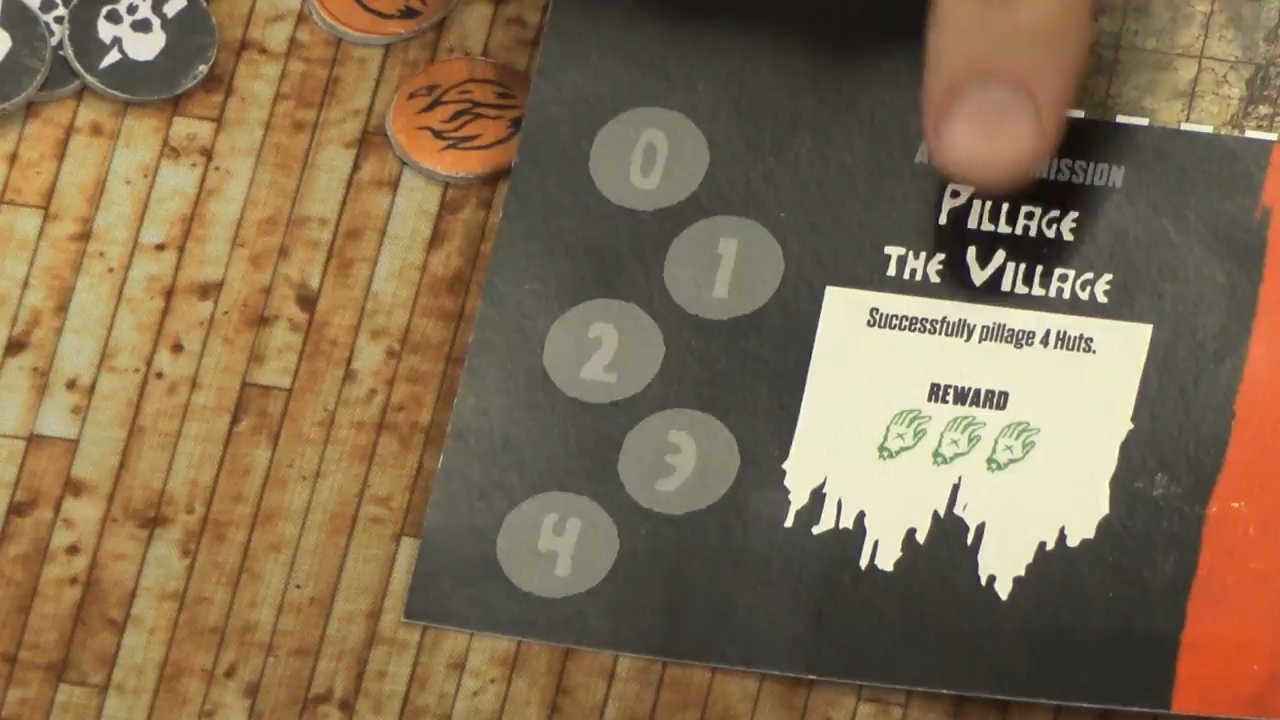 0
1
2
3
4
MISSION
PILLAGE
THE VILLAGE
Successfully pillage 4 Huts.
REWARD